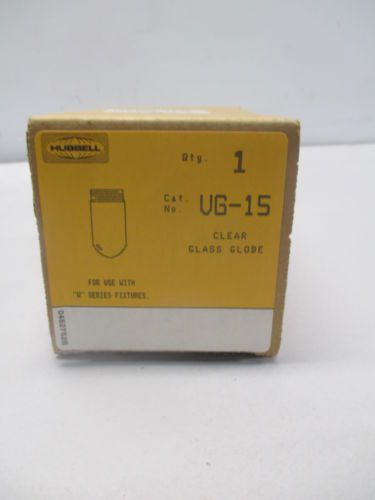 HUBBELL
Qty. 1
Cat. No. VG-15
CLEAR
GLASS GLOBE
FOR USE WITH
"V" SERIES FIXTURES.